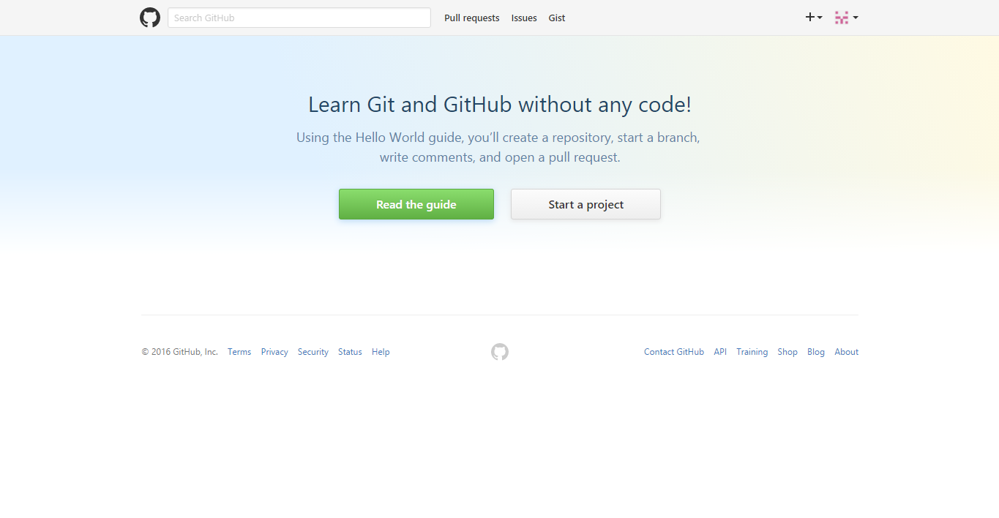 Search GitHub Pull requests Issues Gist
Learn Git and GitHub without any code!
Using the Hello World guide, you’ll create a repository, start a branch,
write comments, and open a pull request.
Read the guide Start a project
© 2016 GitHub, Inc. Terms Privacy Security Status Help Contact GitHub API Training Shop Blog About